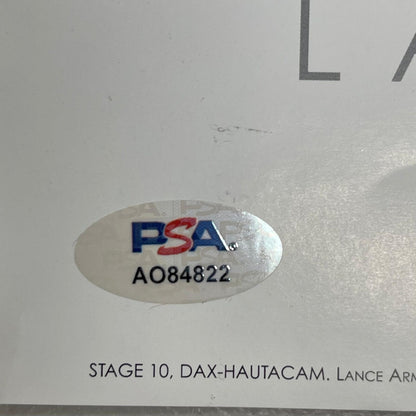 LA
PSA
AO84822
STAGE 10, DAX-HAUTACAM. LANCE ARM